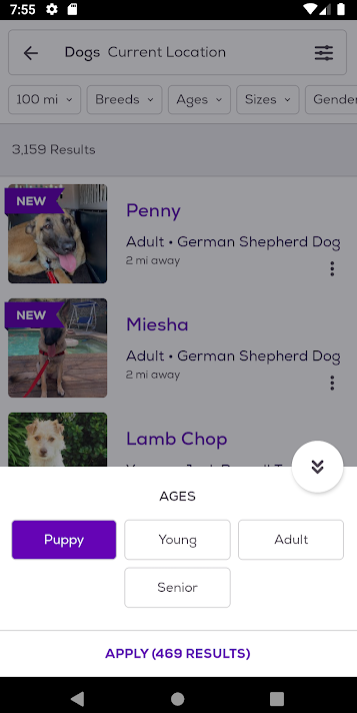 7:55
Dogs Current Location
100 mi Breeds Ages Sizes Gender
3,159 Results
NEW
Penny
Adult • German Shepherd Dog
2 mi away
NEW
Miesha
Adult • German Shepherd Dog
2 mi away
Lamb Chop
AGES
Puppy Young Adult
Senior
APPLY (469 RESULTS)